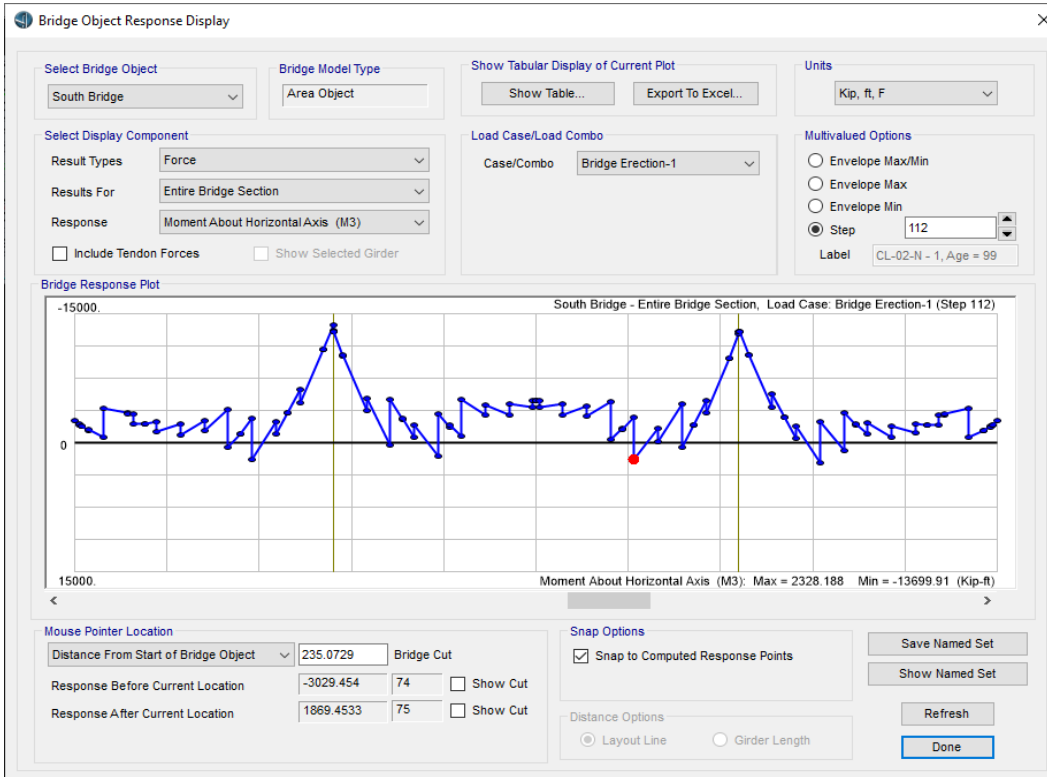 Bridge Object Response Display
Select Bridge Object
South Bridge
Bridge Model Type
Area Object
Show Tabular Display of Current Plot
Show Table...
Export To Excel...
Units
Kip, ft, F
Select Display Component
Result Types
Force
Results For
Entire Bridge Section
Response
Moment About Horizontal Axis (M3)
Include Tendon Forces
Show Selected Girder
Load Case/Load Combo
Case/Combo
Bridge Erection-1
Multivalued Options
Envelope Max/Min
Envelope Max
Envelope Min
Step
112
Label
CL-02-N - 1, Age = 99
Bridge Response Plot
-15000.
South Bridge - Entire Bridge Section, Load Case: Bridge Erection-1 (Step 112)
0
15000.
Moment About Horizontal Axis (M3): Max = 2328.188 Min = -13699.91 (Kip-ft)
Mouse Pointer Location
Distance From Start of Bridge Object
235.0729
Bridge Cut
Response Before Current Location
-3029.454
74
Show Cut
Response After Current Location
1869.4533
75
Show Cut
Snap Options
Snap to Computed Response Points
Distance Options
Layout Line
Girder Length
Save Named Set
Show Named Set
Refresh
Done